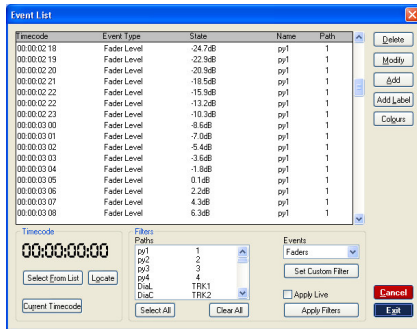 Event List
Timecode Event Type State Name Path
00:00:02 18 Fader Level -24.7dB py1 1
00:00:02 19 Fader Level -22.9dB py1 1
00:00:02 20 Fader Level -20.9dB py1 1
00:00:02 21 Fader Level -18.5dB py1 1
00:00:02 22 Fader Level -15.9dB py1 1
00:00:02 22 Fader Level -13.2dB py1 1
00:00:02 23 Fader Level -10.3dB py1 1
00:00:03 00 Fader Level -8.6dB py1 1
00:00:03 01 Fader Level -7.0dB py1 1
00:00:03 02 Fader Level -5.4dB py1 1
00:00:03 03 Fader Level -3.6dB py1 1
00:00:03 04 Fader Level -1.8dB py1 1
00:00:03 05 Fader Level 0.1dB py1 1
00:00:03 06 Fader Level 2.2dB py1 1
00:00:03 07 Fader Level 4.3dB py1 1
00:00:03 08 Fader Level 6.3dB py1 1
Delete
Modify
Add
Add Label
Colours
Timecode
00:00:00:00
Select From List Locate
Current Timecode
Filters
Paths
py1 1
py2 2
py3 3
py4 4
DiaL TRK1
DiaC TRK2
Select All Clear All
Events
Faders
Set Custom Filter
Apply Live
Apply Filters
Cancel
Exit